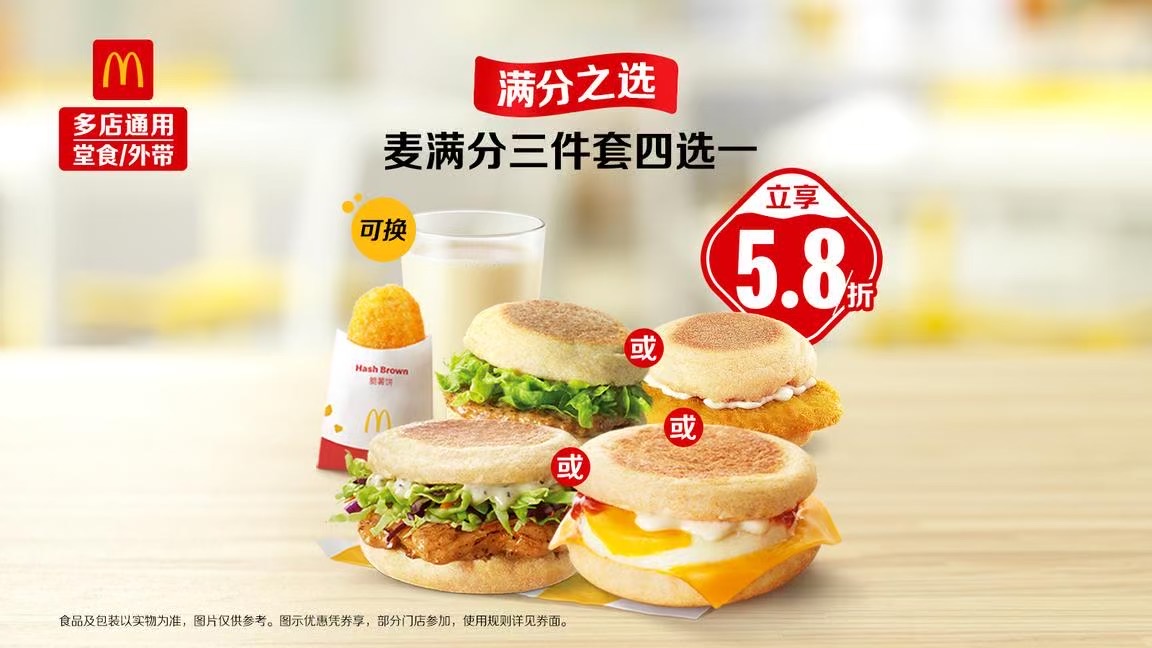 多店通用
堂食/外带
满分之选
麦满分三件套四选一
可换
立享
5.8折
Hash Brown
脆薯饼
或
或
或
食品及包装以实物为准，图片仅供参考。图示优惠凭券享，部分门店参加，使用规则详见券面。